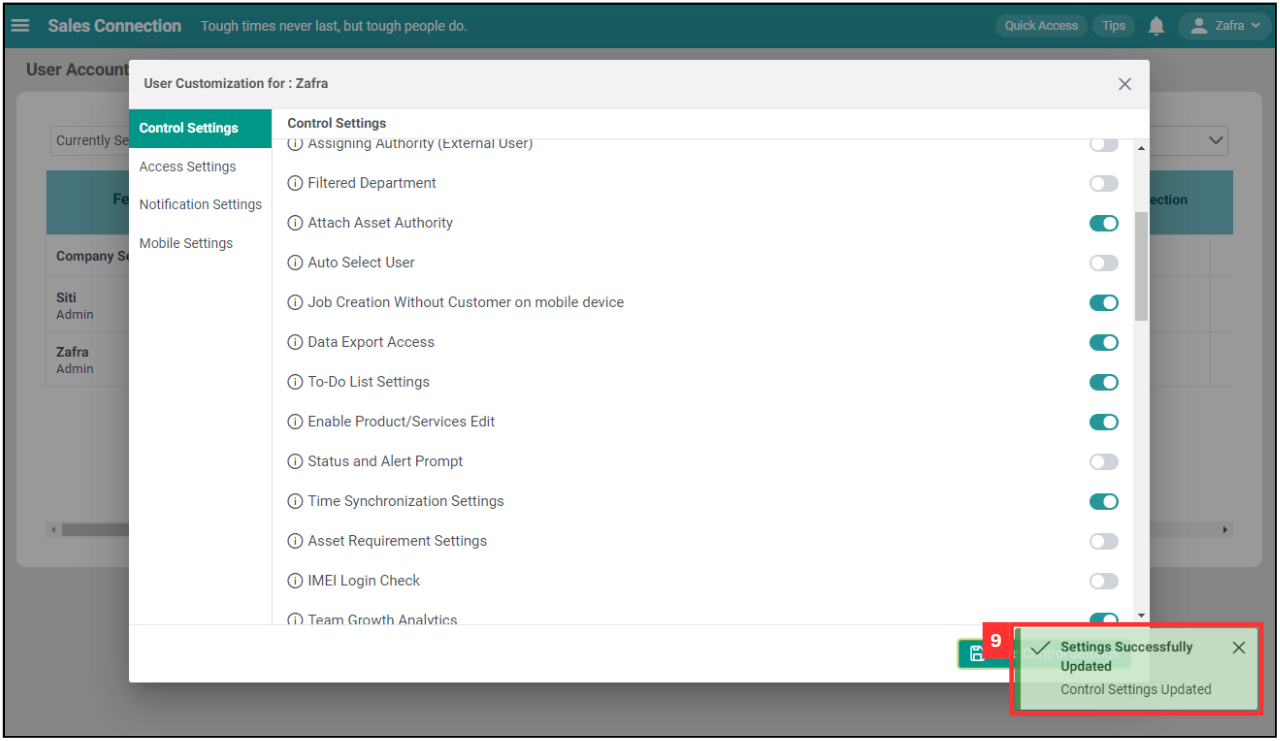 Sales Connection Tough times never last, but tough people do. Quick Access Tips Zafra
User Account
User Customization for : Zafra
Control Settings
Access Settings
Notification Settings
Mobile Settings
Control Settings
Assigning Authority (External User)
Filtered Department
Attach Asset Authority
Auto Select User
Job Creation Without Customer on mobile device
Data Export Access
To-Do List Settings
Enable Product/Services Edit
Status and Alert Prompt
Time Synchronization Settings
Asset Requirement Settings
IMEI Login Check
Team Growth Analytics
Currently Se
Fe
ection
Company Se
Siti
Admin
Zafra
Admin
9
Settings Successfully
Updated
Control Settings Updated